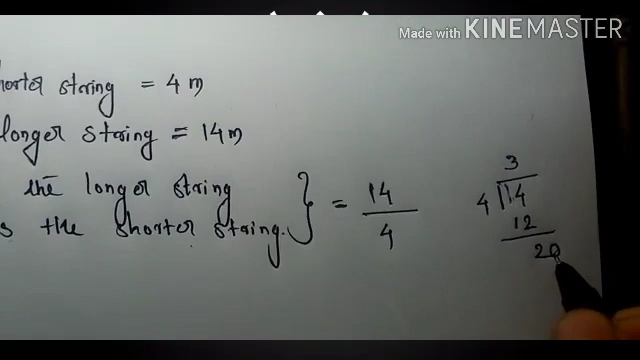 Made with KINEMASTER
shorter string = 4 m
longer string = 14 m
the longer string
the shorter string. } = 14/4
3
4 14
12
20